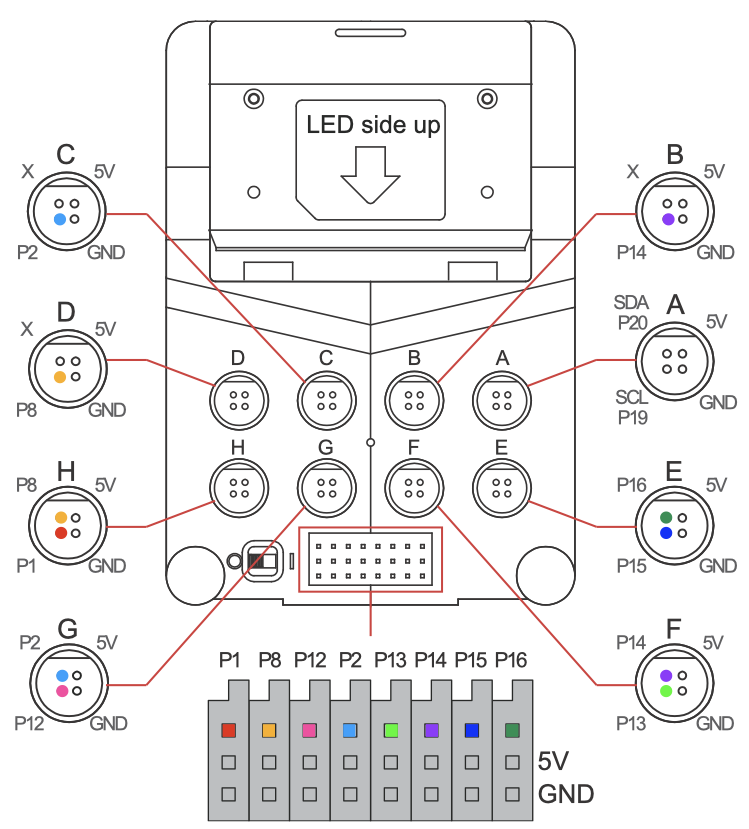 LED side up
C
X 5V
P2 GND
B
X 5V
P14 GND
D
X 5V
P8 GND
SDA A
P20 5V
SCL GND
P19
D C B A
H G F E
H
P8 5V
P1 GND
E
P16 5V
P15 GND
G
P2 5V
P12 GND
F
P14 5V
P13 GND
P1 P8 P12 P2 P13 P14 P15 P16
5V
GND